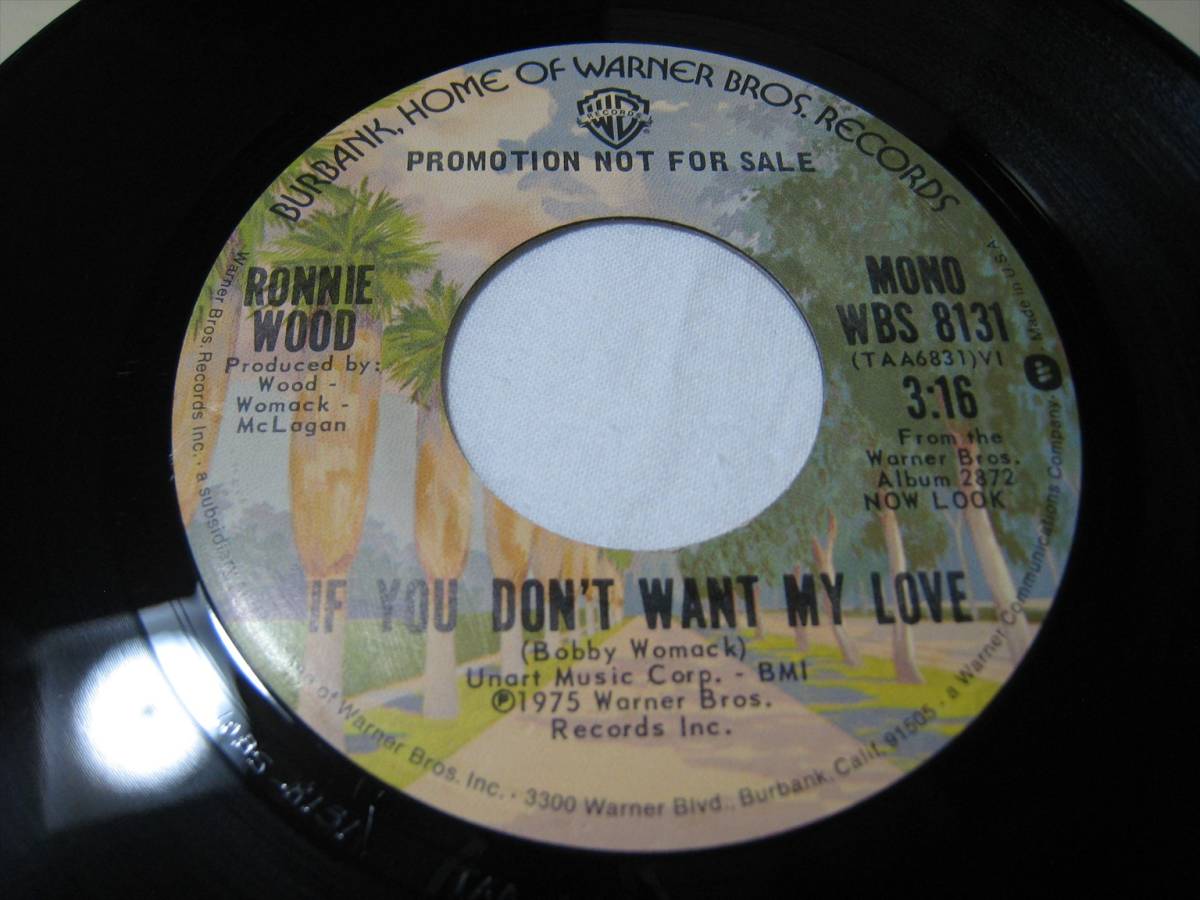 BURBANK, HOME OF WARNER BROS. RECORDS
WB
RECORDS
PROMOTION NOT FOR SALE
RONNIE
WOOD
Produced by:
Wood -
Womack -
McLagan
MONO
WBS 8131
(TAA6831)V1
3:16
From the
Warner Bros.
Album 2872
NOW LOOK
IF YOU DON'T WANT MY LOVE
(Bobby Womack)
Unart Music Corp. - BMI
℗1975 Warner Bros.
Records Inc.
Warner Bros. Records Inc. · a subsidiary of Warner Bros. Inc. · 3300 Warner Blvd., Burbank, Calif. 91505 · a Warner Communications Company · Made in U.S.A